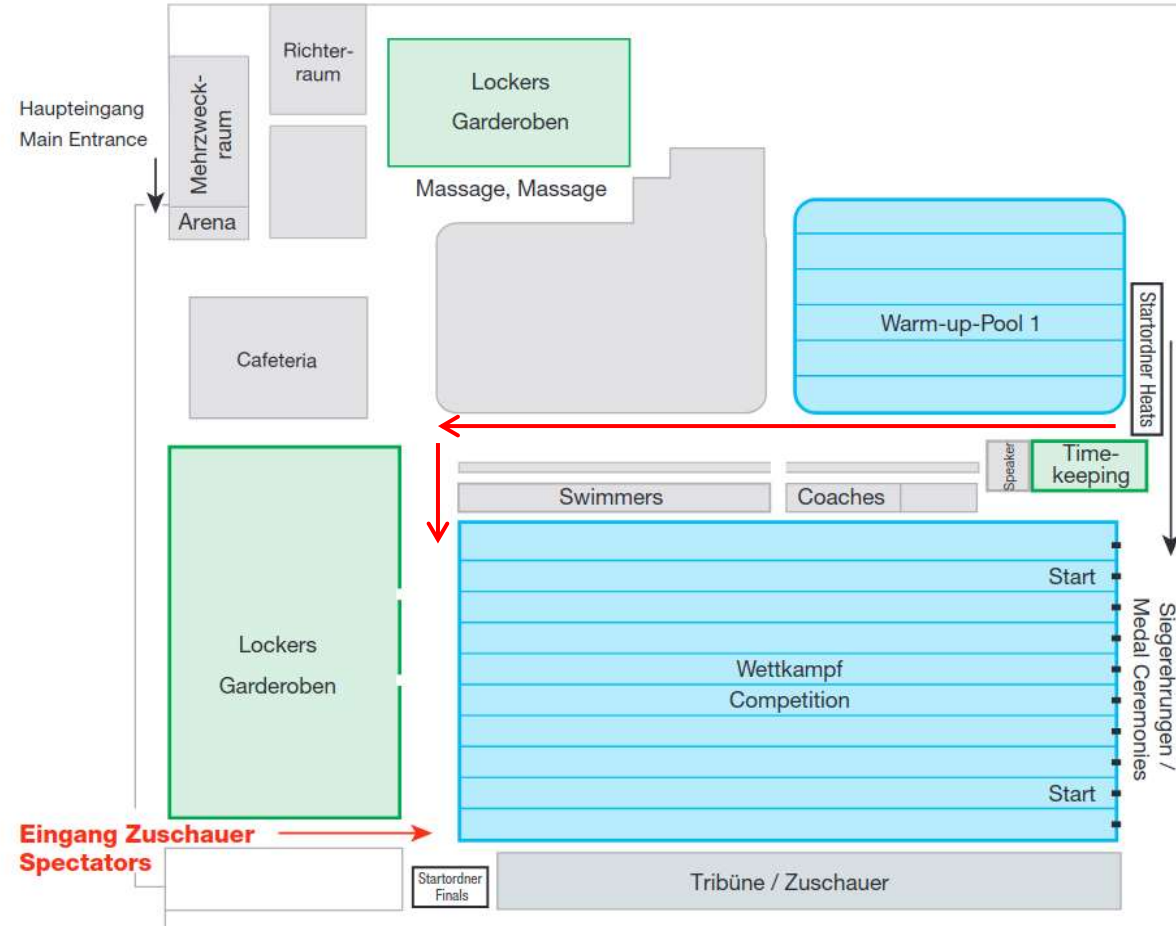 Richter-
raum
Lockers
Garderoben
Haupteingang
Main Entrance
Mehrzweck-
raum
Massage, Massage
Arena
Warm-up-Pool 1
Startordner Heats
Cafeteria
Speaker
Time-
keeping
Swimmers
Coaches
Start
Siegerehrungen /
Medal Ceremonies
Lockers
Garderoben
Wettkampf
Competition
Start
Eingang Zuschauer
Spectators
Startordner
Finals
Tribüne / Zuschauer